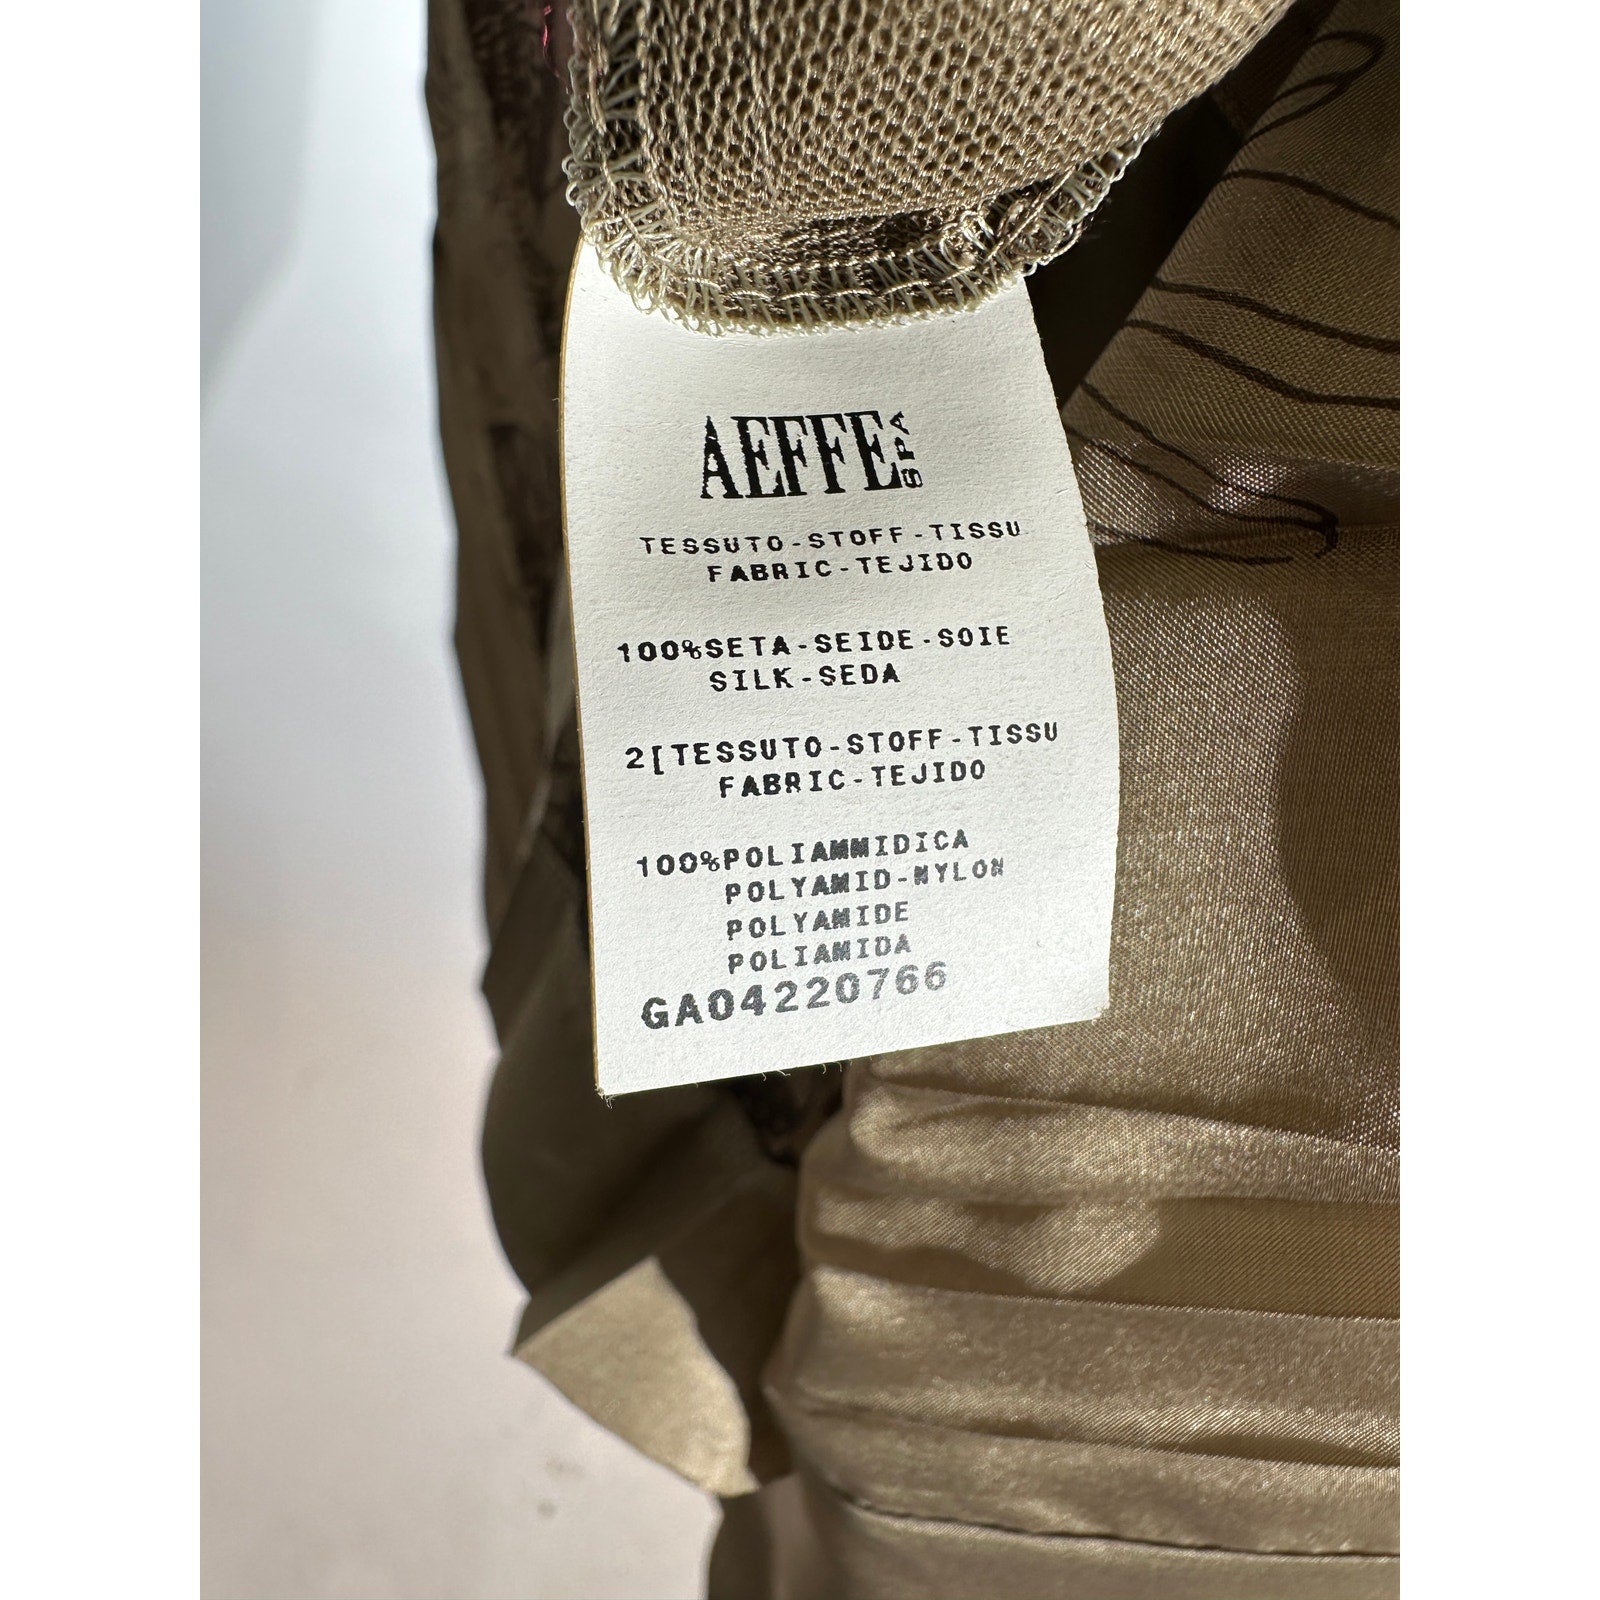 AEFFE SPA
TESSUTO-STOFF-TISSU
FABRIC-TEJIDO
100%SETA-SEIDE-SOIE
SILK-SEDA
2[TESSUTO-STOFF-TISSU
FABRIC-TEJIDO
100%POLIAMMIDICA
POLYAMID-NYLON
POLYAMIDE
POLIAMIDA
GA04220766